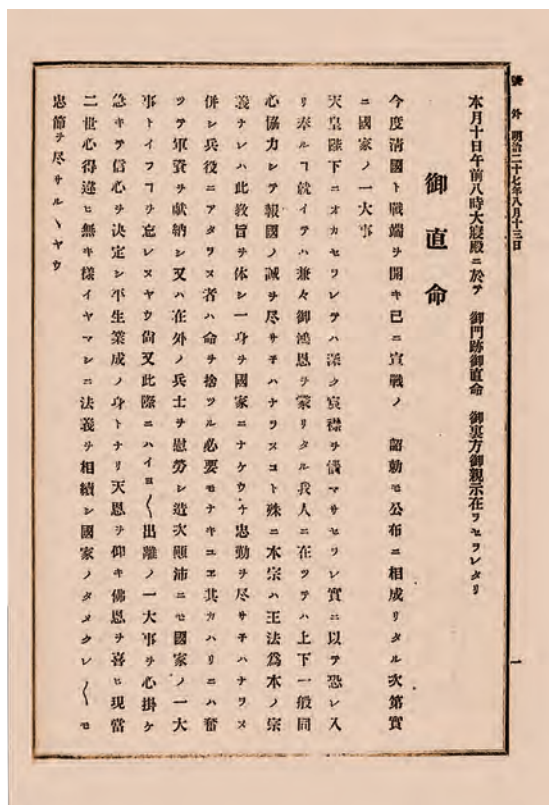 號外 明治二十七年八月十三日
本月十日午前八時大寢殿ニ於テ 御門跡御直命 御裏方御親示在ラセラレタリ
御直命
今度清國ト戰端ヲ開キ已ニ宣戰ノ 詔勅モ公布ニ相成リタル次第實
ニ國家ノ一大事
天皇陛下ニオカセラレテハ深ク宸襟ヲ惱マサセラレ實ニ以テ恐レ入
リ奉ルヿ就イテハ兼々御鴻恩ヲ蒙リタル我人ニ在ツテハ上下一般同
心協力シテ報國ノ誠ヲ尽サ子ハナラヌコト殊ニ本宗ハ王法爲本ノ宗
義ナレハ此教旨ヲ体シ一身ヲ國家ニナケウチ忠勤ヲ尽サ子ハナラヌ
併シ兵役ニアタラヌ者ハ命ヲ捨ツル必要モナキユヱ其カハリニハ奮
ツテ軍資ヲ献納シ又ハ在外ノ兵士ヲ慰勞シ造次顚沛ニモ國家ノ一大
事トイフヿヲ忘レヌヤウ尙又此際ニハイヨ〱出離ノ一大事ヲ心掛ケ
急キテ信心ヲ決定シ平生業成ノ身トナリ天恩ヲ仰キ佛恩ヲ喜ヒ現當
二世心得違ヒ無キ樣イヤマシニ法義ヲ相續シ國家ノタメクレ〱モ
忠節ヲ尽サルヽヤウ
一